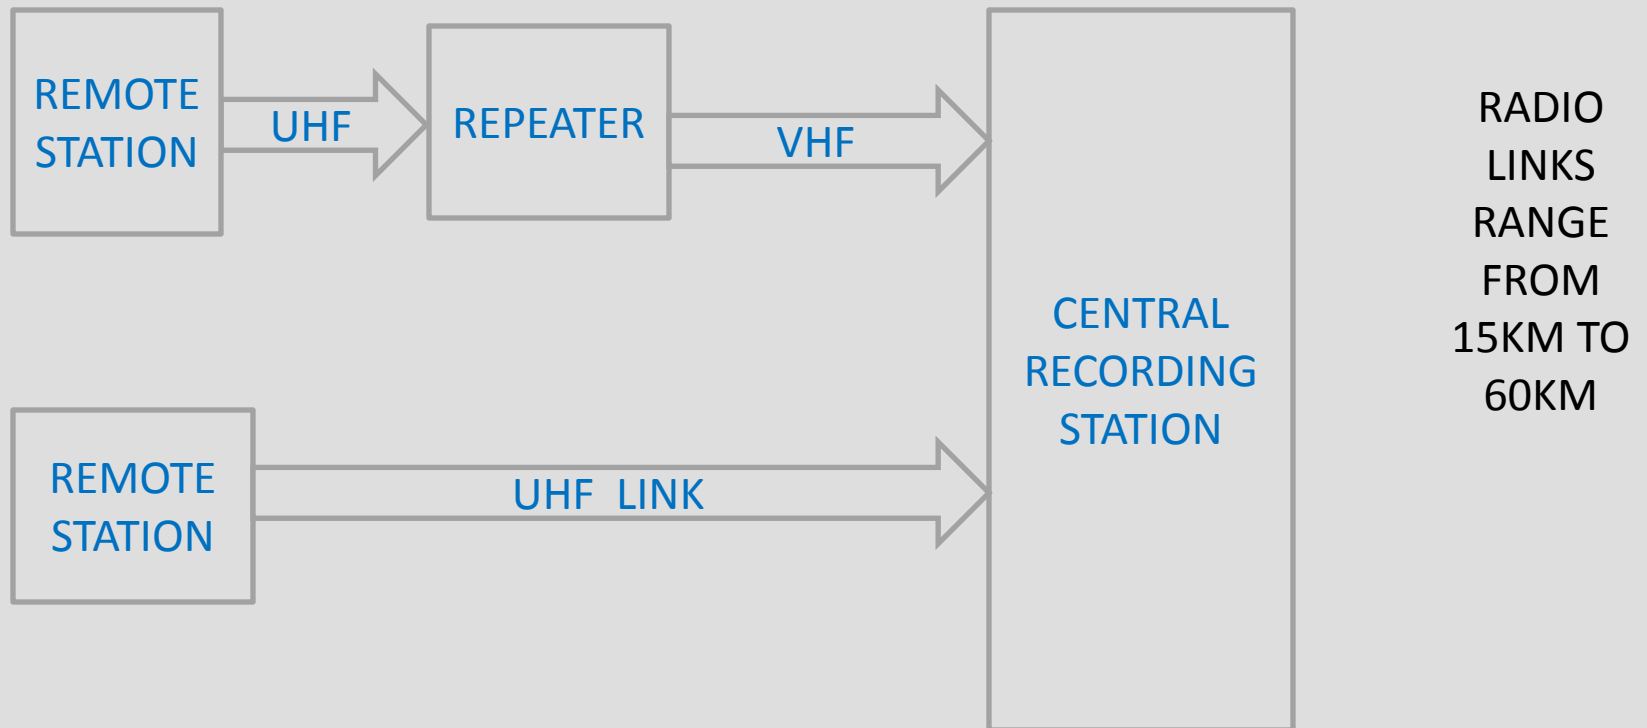 REMOTE
STATION
UHF
REPEATER
VHF
CENTRAL
RECORDING
STATION
RADIO
LINKS
RANGE
FROM
15KM TO
60KM
REMOTE
STATION
UHF LINK